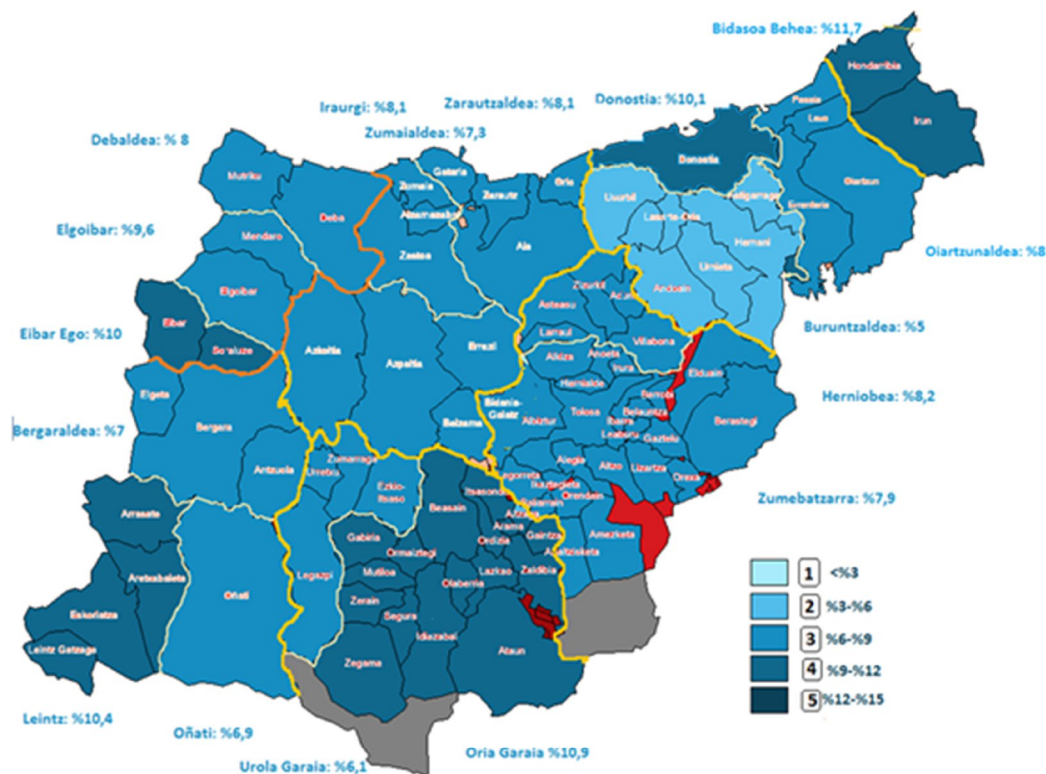 Bidasoa Behea: %11,7
Hondarribia
Iraurgi: %8,1
Zarautzaldea: %8,1
Donostia: %10,1
Zumaialdea: %7,3
Debaldea: % 8
Pasaia
Lezo
Irun
Donostia
Mutriku
Zumaia
Getaria
Zarautz
Orio
Oiartzun
Deba
Usurbil
Lasarte-Oria
Errenteria
Elgoibar: %9,6
Mendaro
Aia
Hernani
Zestoa
Urnieta
Oiartzunaldea: %8
Elgoibar
Zizurkil
Andoain
Asteasu
Eibar
Eibar Ego: %10
Soraluze
Azkoitia
Azpeitia
Errezil
Larraul
Villabona
Buruntzaldea: %5
Alkiza
Anoeta
Irura
Elduain
Hernialde
Elgeta
Berrobi
Herniobea: %8,2
Bidania-
Goiatz
Tolosa
Belauntza
Beizama
Albiztur
Ibarra
Berastegi
Bergaraldea: %7
Bergara
Leaburu
Gaztelu
Antzuola
Zumarraga
Urretxu
Alegia
Altzo
Lizartza
Orexa
Ezkio-
Itsaso
Legorreta
Ikaztegieta
Itsasondo
Orendain
Zumebatzarra: %7,9
Arrasate
Beasain
Arama
Gabiria
Ordizia
Gaintza
Amezketa
Ormaiztegi
Abaltzisketa
Aretxabaleta
Legazpi
Mutiloa
Lazkao
Zaldibia
Olaberria
Oñati
Zerain
Eskoriatza
Segura
Idiazabal
Leintz Gatzaga
Zegama
Ataun
1 <%3
2 %3-%6
3 %6-%9
4 %9-%12
5 %12-%15
Leintz: %10,4
Oñati: %6,9
Urola Garaia: %6,1
Oria Garaia %10,9